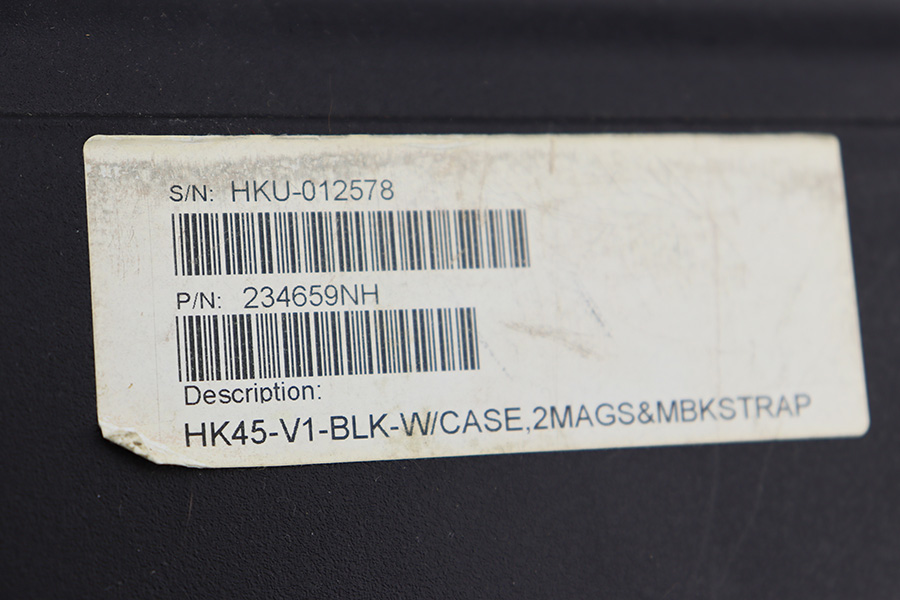 S/N: HKU-012578
P/N: 234659NH
Description:
HK45-V1-BLK-W/CASE,2MAGS&MBKSTRAP